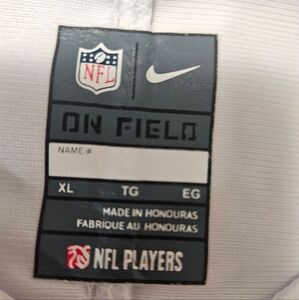 NFL
ON FIELD
NAME/#
XL TG EG
MADE IN HONDURAS
FABRIQUE AU HONDURAS
NFL PLAYERS